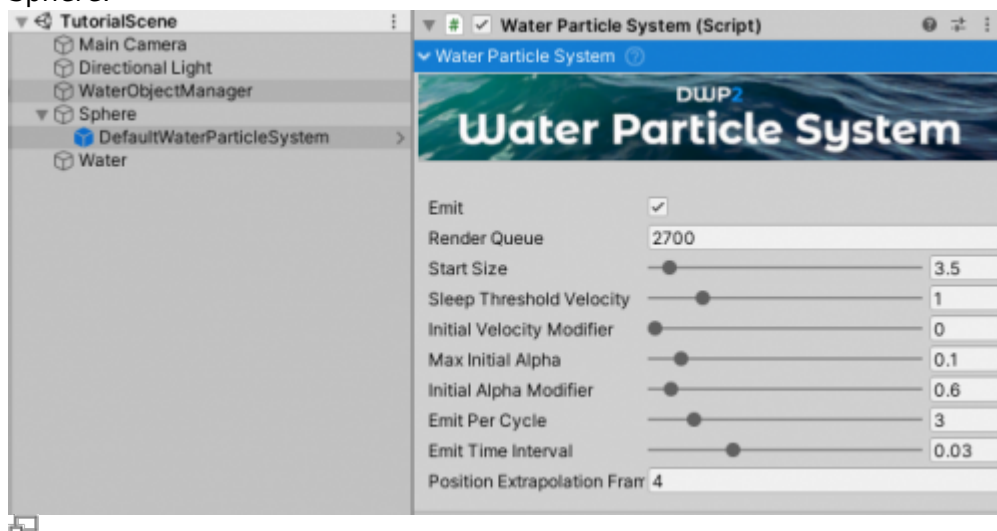 Sphere.
TutorialScene
Main Camera
Directional Light
WaterObjectManager
Sphere
DefaultWaterParticleSystem
Water
Water Particle System (Script)
Water Particle System
DWP2
Water Particle System
Emit
Render Queue 2700
Start Size 3.5
Sleep Threshold Velocity 1
Initial Velocity Modifier 0
Max Initial Alpha 0.1
Initial Alpha Modifier 0.6
Emit Per Cycle 3
Emit Time Interval 0.03
Position Extrapolation Fram 4